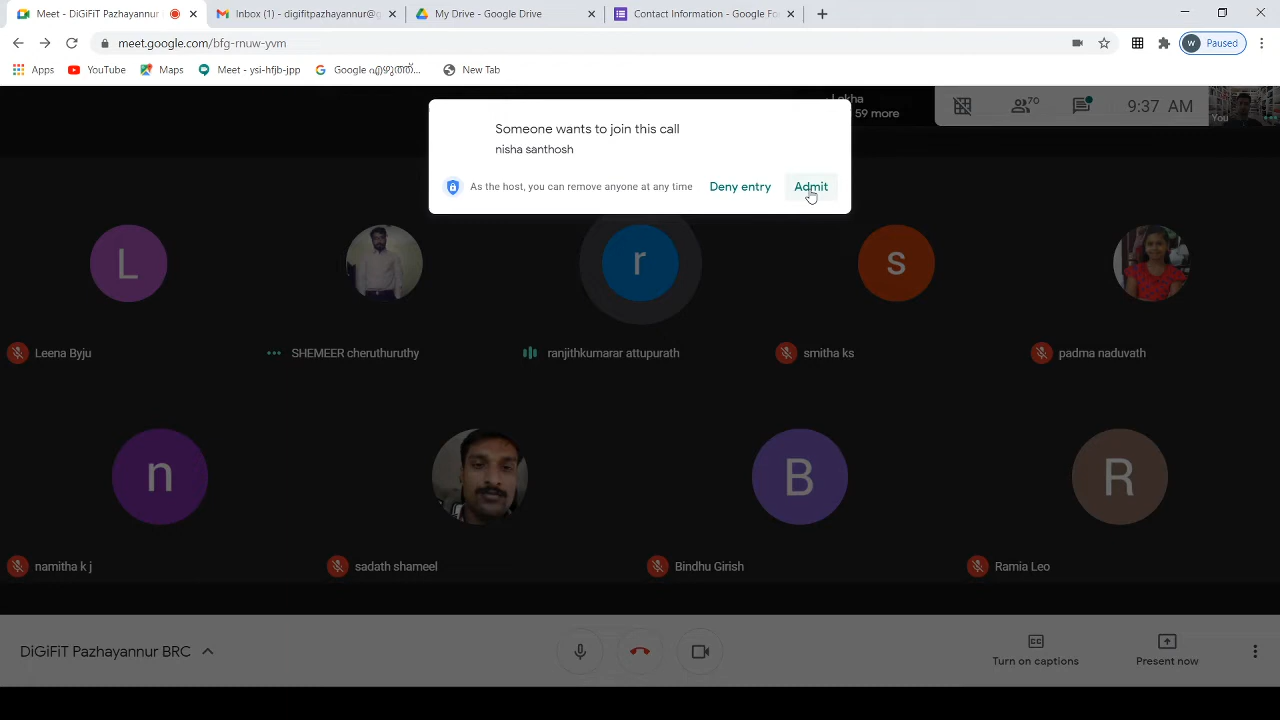 Meet - DiGiFiT Pazhayannur
Inbox (1) - digifitpazhayannur@g
My Drive - Google Drive
Contact Information - Google Fo
meet.google.com/bfg-rnuw-yvm
W Paused
Apps YouTube Maps Meet - ysi-hfjb-jpp Google എഴുത്ത്... New Tab
Lekha
59 more
70
9:37 AM
You
Someone wants to join this call
nisha santhosh
As the host, you can remove anyone at any time
Deny entry
Admit
L
r
s
Leena Byju
SHEMEER cheruthuruthy
ranjithkumarar attupurath
smitha ks
padma naduvath
n
B
R
namitha k j
sadath shameel
Bindhu Girish
Ramia Leo
DiGiFiT Pazhayannur BRC
CC
Turn on captions
Present now